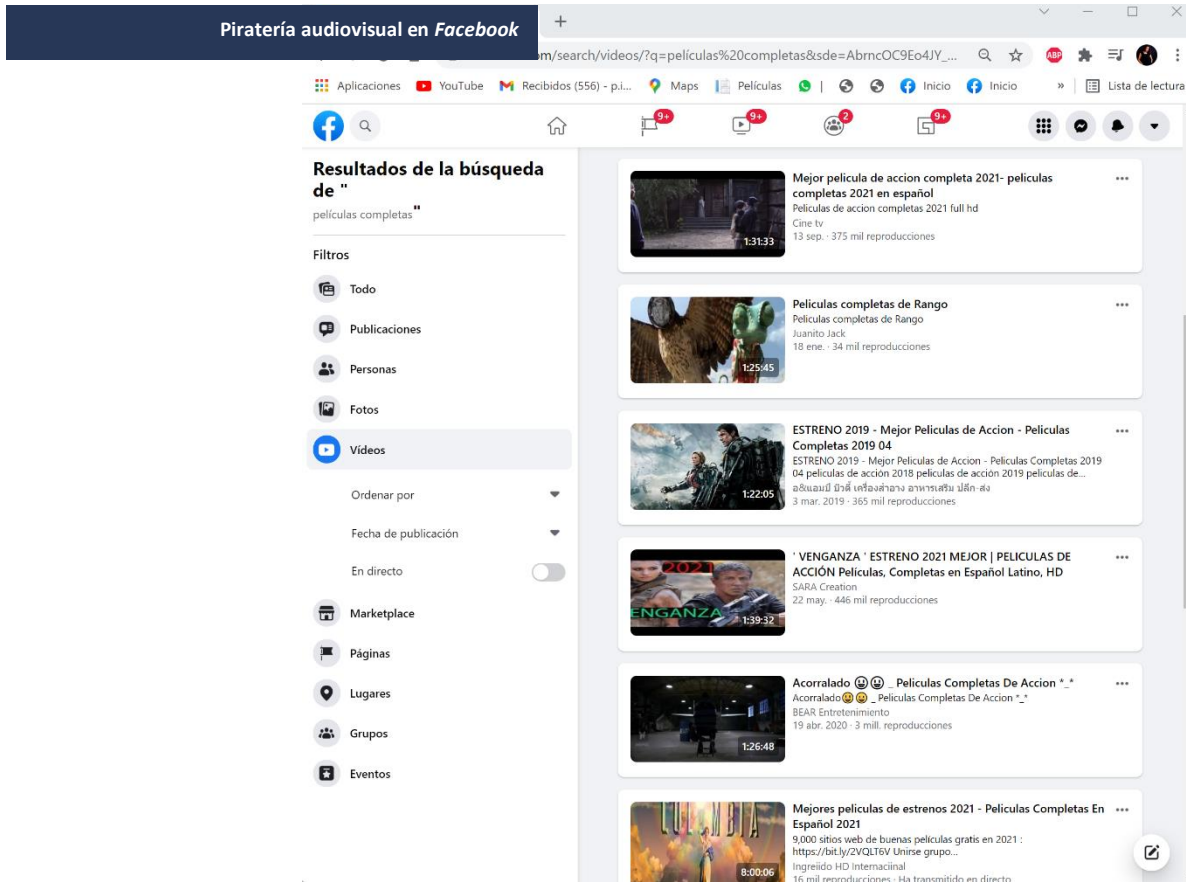 Piratería audiovisual en Facebook
om/search/videos/?q=películas%20completas&sde=AbrncOC9Eo4JY_...
ABP
Aplicaciones YouTube Recibidos (556) - p.i... Maps Películas Inicio Inicio » Lista de lectura
9+ 9+ 2 9+
Resultados de la búsqueda
de "
películas completas"
Filtros
Todo
Publicaciones
Personas
Fotos
Vídeos
Ordenar por
Fecha de publicación
En directo
Marketplace
Páginas
Lugares
Grupos
Eventos
1:31:33
Mejor pelicula de accion completa 2021- peliculas
completas 2021 en español
Peliculas de accion completas 2021 full hd
Cine tv
13 sep. · 375 mil reproducciones
1:25:45
Peliculas completas de Rango
Peliculas completas de Rango
Juanito Jack
18 ene. · 34 mil reproducciones
1:22:05
ESTRENO 2019 - Mejor Peliculas de Accion - Peliculas
Completas 2019 04
ESTRENO 2019 - Mejor Peliculas de Accion - Peliculas Completas 2019
04 peliculas de acción 2018 peliculas de acción 2019 peliculas de...
3 mar. 2019 · 365 mil reproducciones
2021
ENGANZA
1:39:32
' VENGANZA ' ESTRENO 2021 MEJOR | PELICULAS DE
ACCIÓN Películas, Completas en Español Latino, HD
SARA Creation
22 may. · 446 mil reproducciones
1:26:48
Acorralado 😀😀 _ Peliculas Completas De Accion *_*
Acorralado😀😀 _ Peliculas Completas De Accion *_*
BEAR Entretenimiento
19 abr. 2020 · 3 mill. reproducciones
8:00:06
Mejores peliculas de estrenos 2021 - Peliculas Completas En
Español 2021
9,000 sitios web de buenas películas gratis en 2021 :
https://bit.ly/2VQLT6V Unirse grupo...
Ingreiido HD Internaciinal
16 mil reproducciones · Ha transmitido en directo